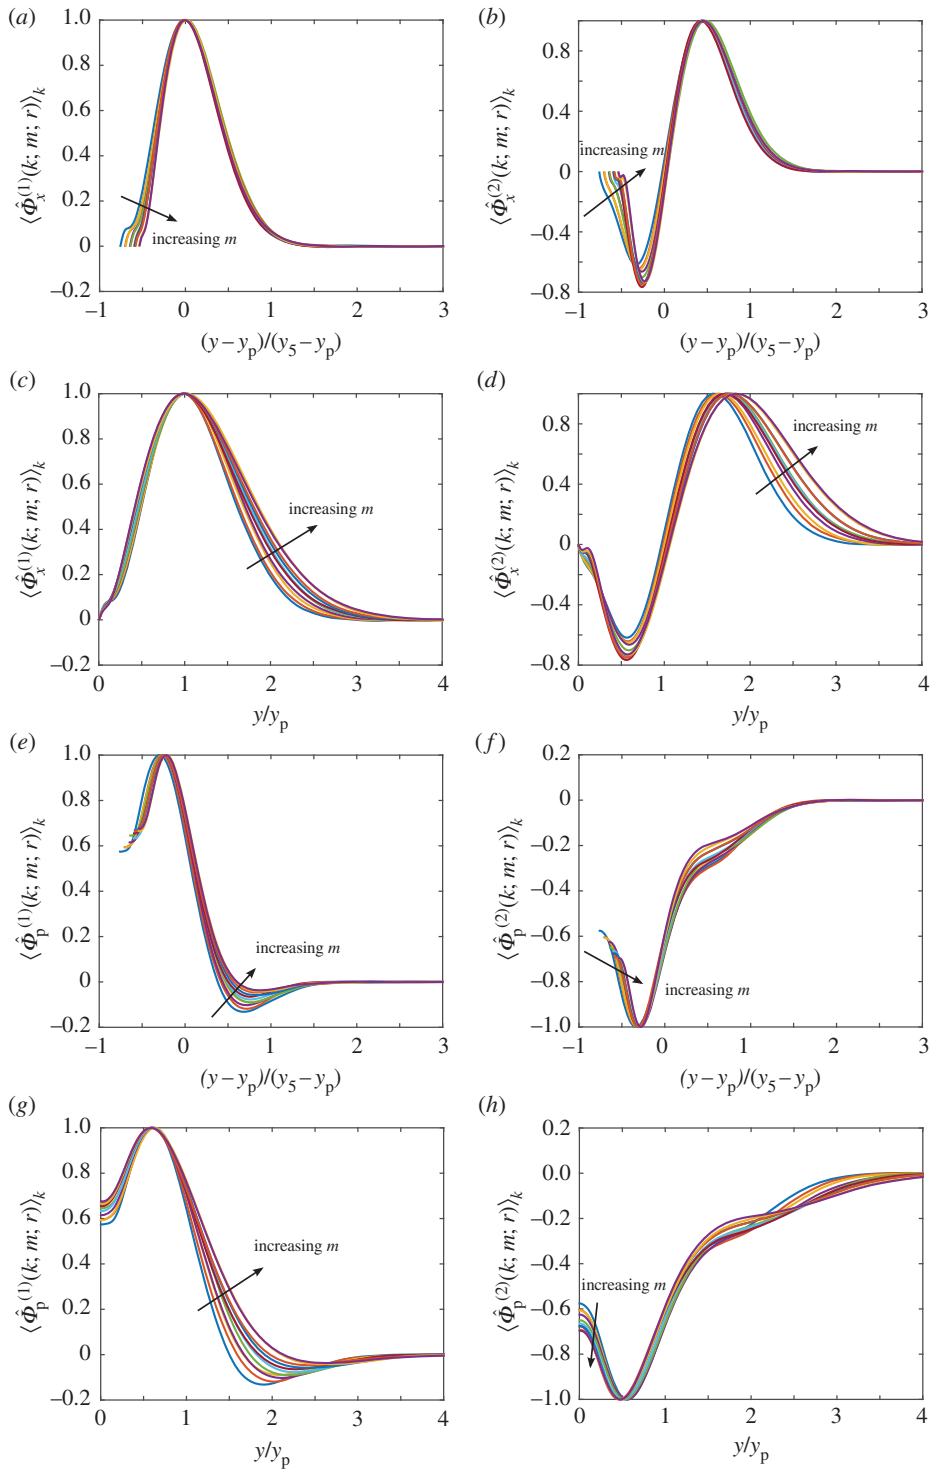 (a)
1.0
0.8
0.6
0.4
0.2
0
–0.2
–1
0
1
2
3
increasing m
⟨Φ̂x(1)(k; m; r)⟩k
(y – yp)/(y5 – yp)
(b)
0.8
0.4
0
–0.4
–0.8
–1
0
1
2
3
increasing m
⟨Φ̂x(2)(k; m; r)⟩k
(y – yp)/(y5 – yp)
(c)
1.0
0.8
0.6
0.4
0.2
0
–0.2
0
1
2
3
4
increasing m
⟨Φ̂x(1)(k; m; r)⟩k
y/yp
(d)
0.8
0.4
0
–0.4
–0.8
0
1
2
3
4
increasing m
⟨Φ̂x(2)(k; m; r)⟩k
y/yp
(e)
1.0
0.8
0.6
0.4
0.2
0
–0.2
–1
0
1
2
3
increasing m
⟨Φ̂p(1)(k; m; r)⟩k
(y – yp)/(y5 – yp)
(f)
0.2
0
–0.2
–0.4
–0.6
–0.8
–1.0
–1
0
1
2
3
increasing m
⟨Φ̂p(2)(k; m; r)⟩k
(y – yp)/(y5 – yp)
(g)
1.0
0.8
0.6
0.4
0.2
0
–0.2
0
1
2
3
4
increasing m
⟨Φ̂p(1)(k; m; r)⟩k
y/yp
(h)
0.2
0
–0.2
–0.4
–0.6
–0.8
–1.0
0
1
2
3
4
increasing m
⟨Φ̂p(2)(k; m; r)⟩k
y/yp